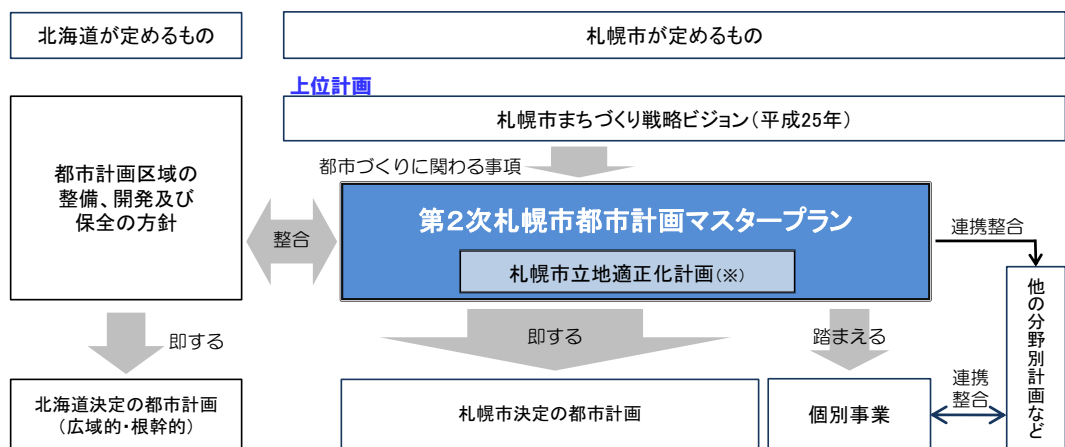 北海道が定めるもの
札幌市が定めるもの
上位計画
札幌市まちづくり戦略ビジョン(平成25年)
都市計画区域の
整備、開発及び
保全の方針
都市づくりに関わる事項
第2次札幌市都市計画マスタープラン
札幌市立地適正化計画(※)
整合
連携整合
他の分野別計画など
即する
即する
踏まえる
北海道決定の都市計画
(広域的・根幹的)
札幌市決定の都市計画
個別事業
連携
整合